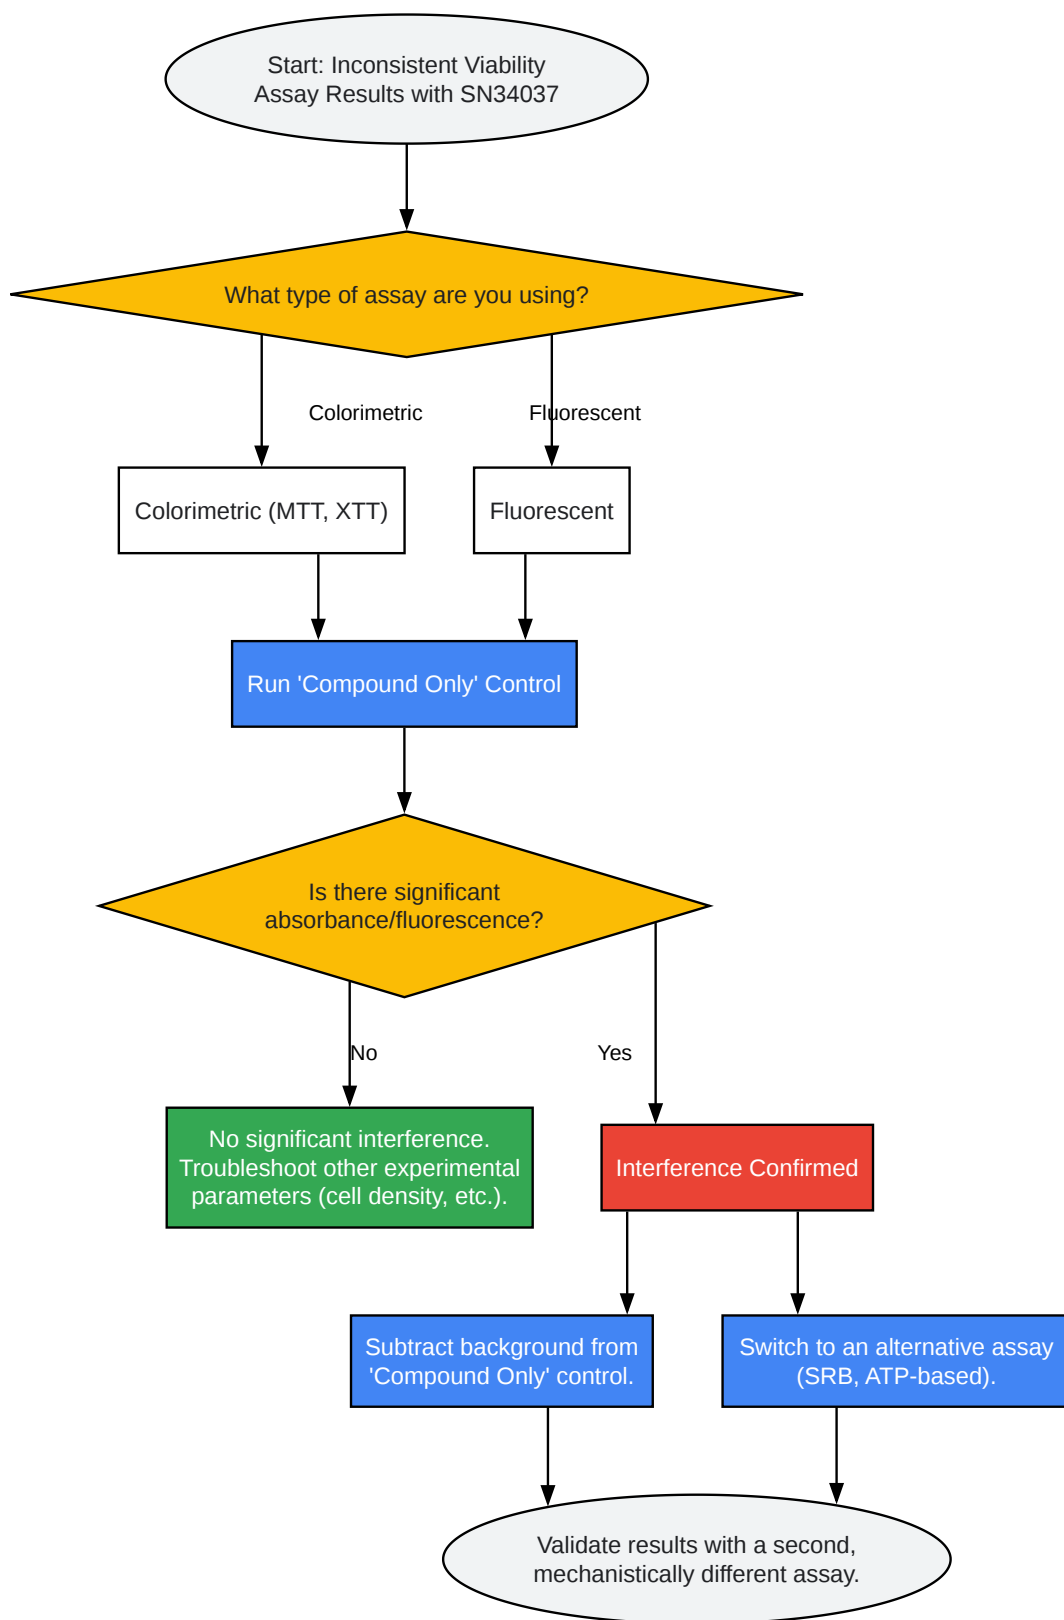 Start: Inconsistent Viability
Assay Results with SN34037
What type of assay are you using?
Colorimetric
Fluorescent
Colorimetric (MTT, XTT)
Fluorescent
Run 'Compound Only' Control
Is there significant
absorbance/fluorescence?
No
Yes
No significant interference.
Troubleshoot other experimental
parameters (cell density, etc.).
Interference Confirmed
Subtract background from
'Compound Only' control.
Switch to an alternative assay
(SRB, ATP-based).
Validate results with a second,
mechanistically different assay.